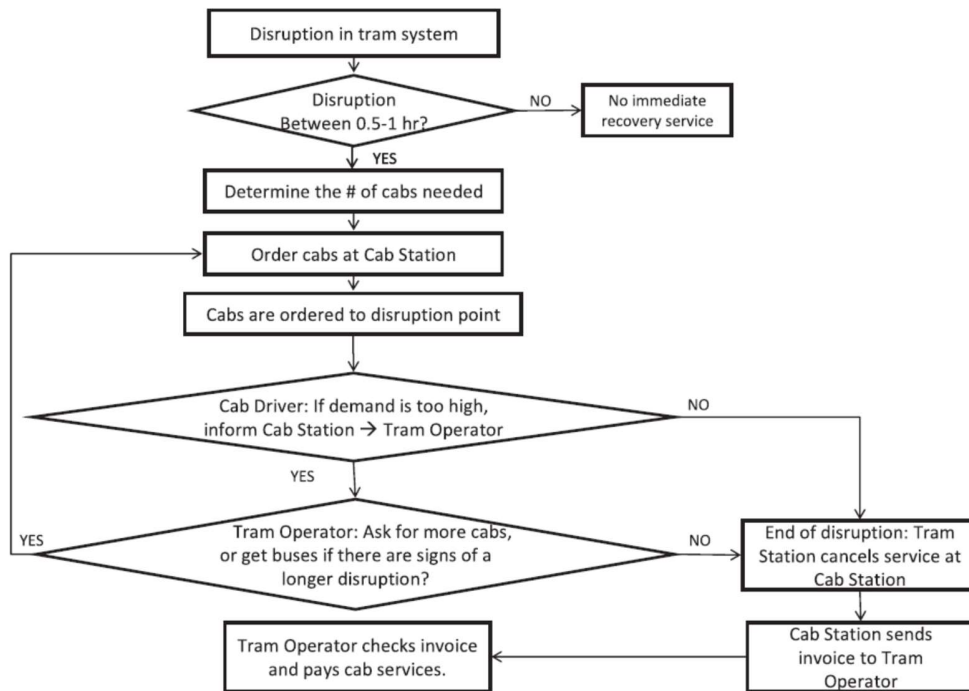 Disruption in tram system
Disruption
Between 0.5-1 hr?
NO
No immediate
recovery service
YES
Determine the # of cabs needed
Order cabs at Cab Station
Cabs are ordered to disruption point
Cab Driver: If demand is too high,
inform Cab Station → Tram Operator
NO
YES
YES
Tram Operator: Ask for more cabs,
or get buses if there are signs of a
longer disruption?
NO
End of disruption: Tram
Station cancels service at
Cab Station
Tram Operator checks invoice
and pays cab services.
Cab Station sends
invoice to Tram
Operator